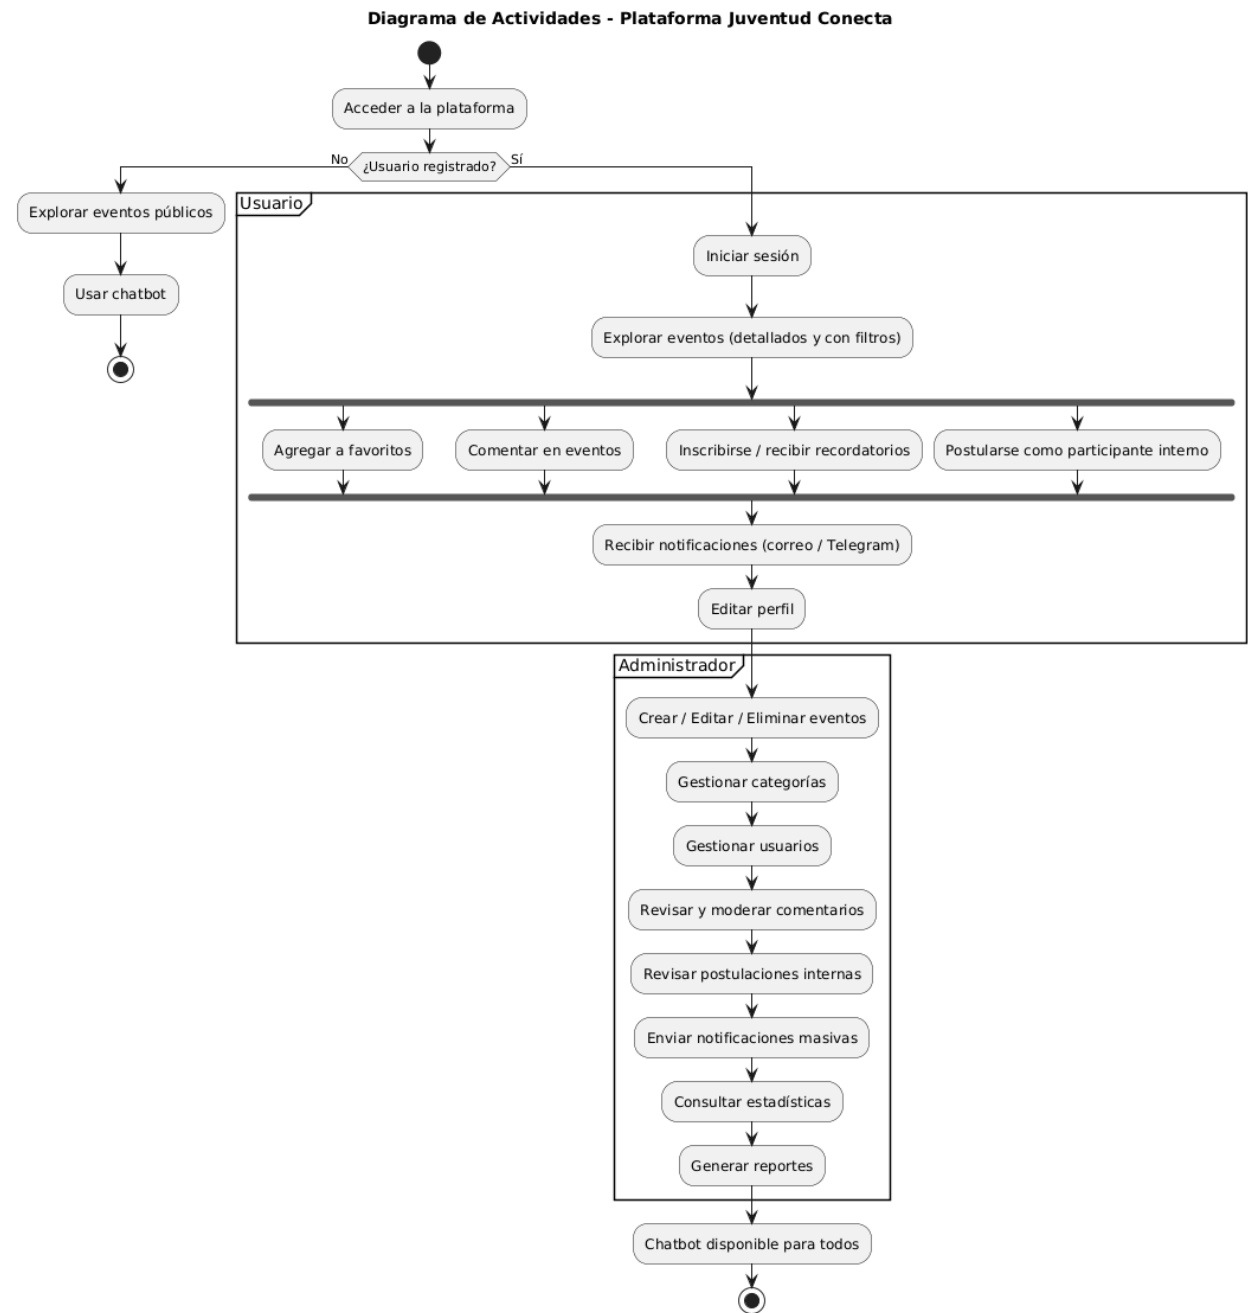 Diagrama de Actividades - Plataforma Juventud Conecta
Acceder a la plataforma
¿Usuario registrado?
No
Sí
Explorar eventos públicos
Usar chatbot
Usuario
Iniciar sesión
Explorar eventos (detallados y con filtros)
Agregar a favoritos
Comentar en eventos
Inscribirse / recibir recordatorios
Postularse como participante interno
Recibir notificaciones (correo / Telegram)
Editar perfil
Administrador
Crear / Editar / Eliminar eventos
Gestionar categorías
Gestionar usuarios
Revisar y moderar comentarios
Revisar postulaciones internas
Enviar notificaciones masivas
Consultar estadísticas
Generar reportes
Chatbot disponible para todos